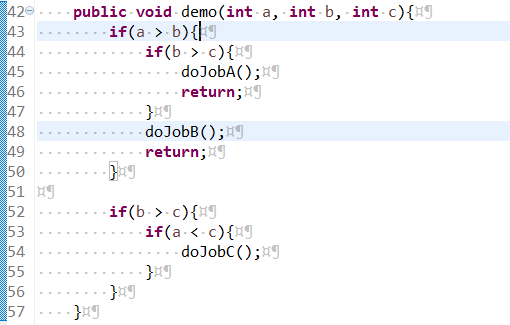 42    public void demo(int a, int b, int c){¤¶
43        if(a > b){¤¶
44            if(b > c){¤¶
45                doJobA();¤¶
46                return;¤¶
47            }¤¶
48            doJobB();¤¶
49            return;¤¶
50        }¤¶
51¤¶
52        if(b > c){¤¶
53            if(a < c){¤¶
54                doJobC();¤¶
55            }¤¶
56        }¤¶
57    }¤¶